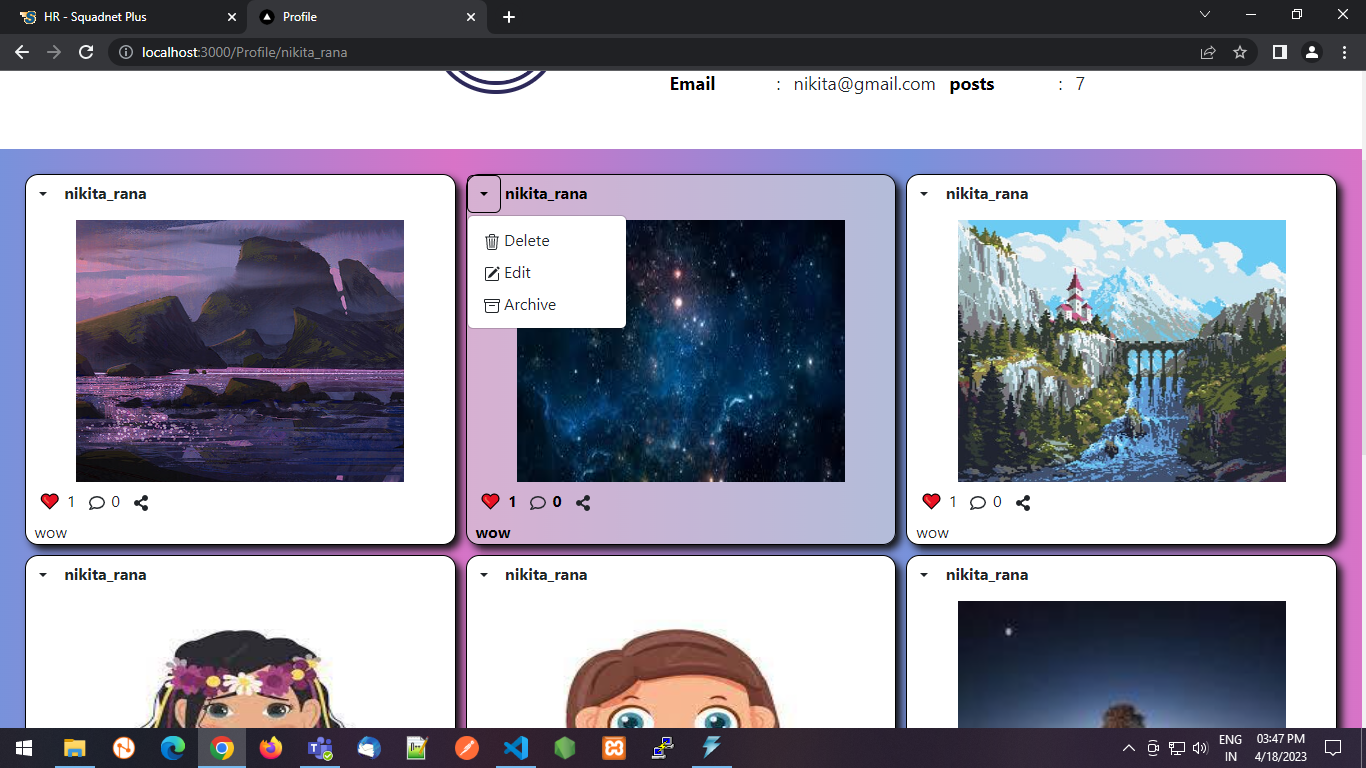 HR - Squadnet Plus
Profile
localhost:3000/Profile/nikita_rana
Email : nikita@gmail.com posts : 7
nikita_rana
nikita_rana
nikita_rana
Delete
Edit
Archive
1 0
1 0
1 0
wow
wow
wow
nikita_rana
nikita_rana
nikita_rana
ENG
IN
03:47 PM
4/18/2023